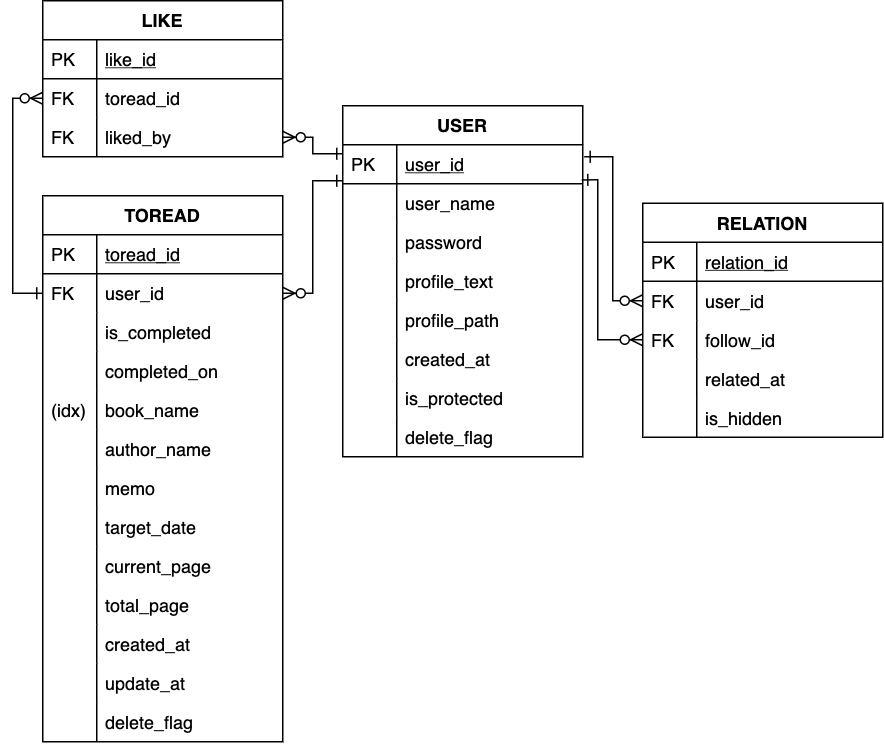 LIKE
PK like_id
FK toread_id
FK liked_by
TOREAD
PK toread_id
FK user_id
is_completed
completed_on
(idx) book_name
author_name
memo
target_date
current_page
total_page
created_at
update_at
delete_flag
USER
PK user_id
user_name
password
profile_text
profile_path
created_at
is_protected
delete_flag
RELATION
PK relation_id
FK user_id
FK follow_id
related_at
is_hidden